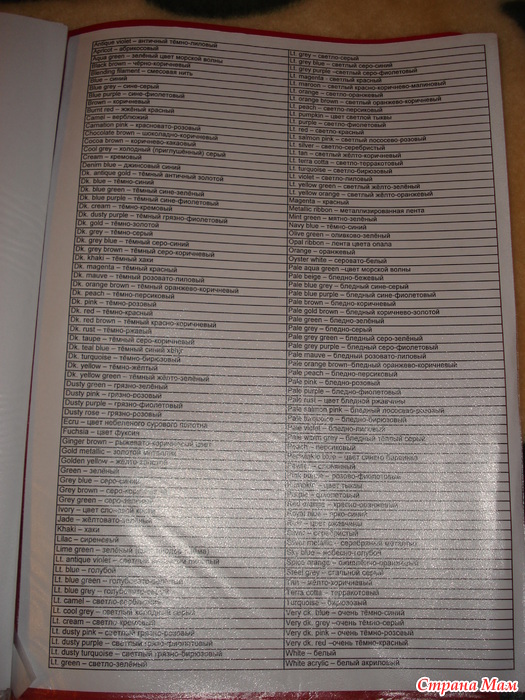 Antique violet – античный тёмно-лиловый
Apricot – абрикосовый
Aqua green – зелёный цвет морской волны
Black brown – чёрно-коричневый
Blending filament – смесовая нить
Blue – синий
Blue grey – сине-серый
Blue purple – сине-фиолетовый
Brown – коричневый
Burnt red – жжёный красный
Camel – верблюжий
Carnation pink – красновато-розовый
Chocolate brown – шоколадно-коричневый
Cocoa brown – коричнево-какаовый
Cool grey – холодный (приглушённый) серый
Cream – кремовый
Denim blue – джинсовый синий
Dk. antique gold – тёмный античный золотой
Dk. blue – тёмно-синий
Dk. blue green – тёмный сине-зелёный
Dk. blue purple – тёмный сине-фиолетовый
Dk. cream – тёмно-кремовый
Dk. dusty purple – тёмный грязно-фиолетовый
Dk. gold – тёмно-золотой
Dk. grey – тёмно-серый
Dk. grey blue – тёмный серо-синий
Dk. grey brown – тёмный серо-коричневый
Dk. khaki – тёмный хаки
Dk. magenta – тёмный красный
Dk. mauve – тёмный розовато-лиловый
Dk. orange brown – тёмный оранжево-коричневый
Dk. peach – тёмно-персиковый
Dk. pink – тёмно-розовый
Dk. red – тёмно-красный
Dk. red brown – тёмный красно-коричневый
Dk. rust – тёмно-ржавый
Dk. taupe – тёмный серо-коричневый
Dk. teal blue – тёмный синий
Dk. turquoise – тёмно-бирюзовый
Dk. yellow – тёмно-жёлтый
Dk. yellow green – тёмный жёлто-зелёный
Dusty green – грязно-зелёный
Dusty pink – грязно-розовый
Dusty purple – грязно-фиолетовый
Dusty rose – грязно-розовый
Ecru – цвет небеленого сурового полотна
Fuchsia – цвет фуксии
Ginger brown – рыжевато-коричневый цвет
Gold metallic – золотой металлик
Golden yellow – жёлто-золотой
Green – зелёный
Grey blue – серо-синий
Grey brown – серо-коричневый
Grey green – серо-зелёный
Ivory – цвет слоновой кости
Jade – жёлтовато-зелёный
Khaki – хаки
Lilac – сиреневый
Lime green – зелёный
Lt. antique violet – светлый лиловый
Lt. blue – голубой
Lt. blue green – голубовато-зелёный
Lt. blue grey – голубовато-серый
Lt. camel – светло-верблюжий
Lt. cool grey – светлый холодный серый
Lt. cream – светло кремовый
Lt. dusty pink – светлый грязно-розовый
Lt. dusty purple – светлый грязно-фиолетовый
Lt. dusty turquoise – светлый грязно-бирюзовый
Lt. green – светло-зелёный
Lt. grey – светло-серый
Lt. grey blue – светлый серо-синий
Lt. grey purple – светлый серо-фиолетовый
Lt. magenta – светлый красный
Lt. maroon – светлый красно-коричнево-малиновый
Lt. orange – светло-оранжевый
Lt. orange brown – светлый оранжево-коричневый
Lt. peach – светло-персиковый
Lt. pumpkin – цвет светлой тыквы
Lt. purple – светло-фиолетовый
Lt. red – светло-красный
Lt. salmon pink – светлый лососево-розовый
Lt. silver – светло-серебристый
Lt. tan – светлый жёлто-коричневый
Lt. terra cotta – светло-терракотовый
Lt. turquoise – светло-бирюзовый
Lt. violet – светло-лиловый
Lt. yellow green – светлый жёлто-зелёный
Lt. yellow orange – светлый жёлто-оранжевый
Magenta – красный
Metallic ribbon – металлизированная лента
Mint green – мятно-зелёный
Navy blue – тёмно-синий
Olive green – оливково-зелёный
Opal ribbon – лента цвета опала
Orange – оранжевый
Oyster white – серовато-белый
Pale aqua green –цвет морской волны
Pale beige – бледно-бежевый
Pale blue grey – бледный сине-серый
Pale blue purple – бледный сине-фиолетовый
Pale brown – бледно-коричневый
Pale gold brown – бледный коричнево-золотой
Pale green – бледно-зелёный
Pale grey – бледно-серый
Pale grey green – бледный серо-зелёный
Pale grey purple – бледный серо-фиолетовый
Pale mauve – бледный розовато-лиловый
Pale orange brown-бледный оранжево-коричневый
Pale peach – бледно-персиковый
Pale pink – бледно-розовый
Pale purple – бледно-фиолетовый
Pale rust – цвет бледной ржавчины
Pale salmon pink – бледный лососево-розовый
Pale turquoise – бледно-бирюзовый
Pale violet – бледно-лиловый
Pale warm grey – бледный тёплый серый
Peach – персиковый
Pink purple – розово-фиолетовый
Pumpkin – цвет тыквы
Purple – фиолетовый
Red orange – красно-оранжевый
Royal blue – ярко-синий
Rust – цвет ржавчины
Silver – серебристый
Silver metallic – серебряный металлик
Sky blue – небесно-голубой
Spice orange –
Steel grey – стальной серый
Tan – жёлто-коричневый
Terra cotta – терракотовый
Turquoise – бирюзовый
Very dk. blue – очень тёмно-синий
Very dk. grey –очень тёмно-серый
Very dk. pink – очень тёмно-розовый
Very dk. red –очень тёмно-красный
White – белый
White acrylic – белый акриловый
Страна Мам